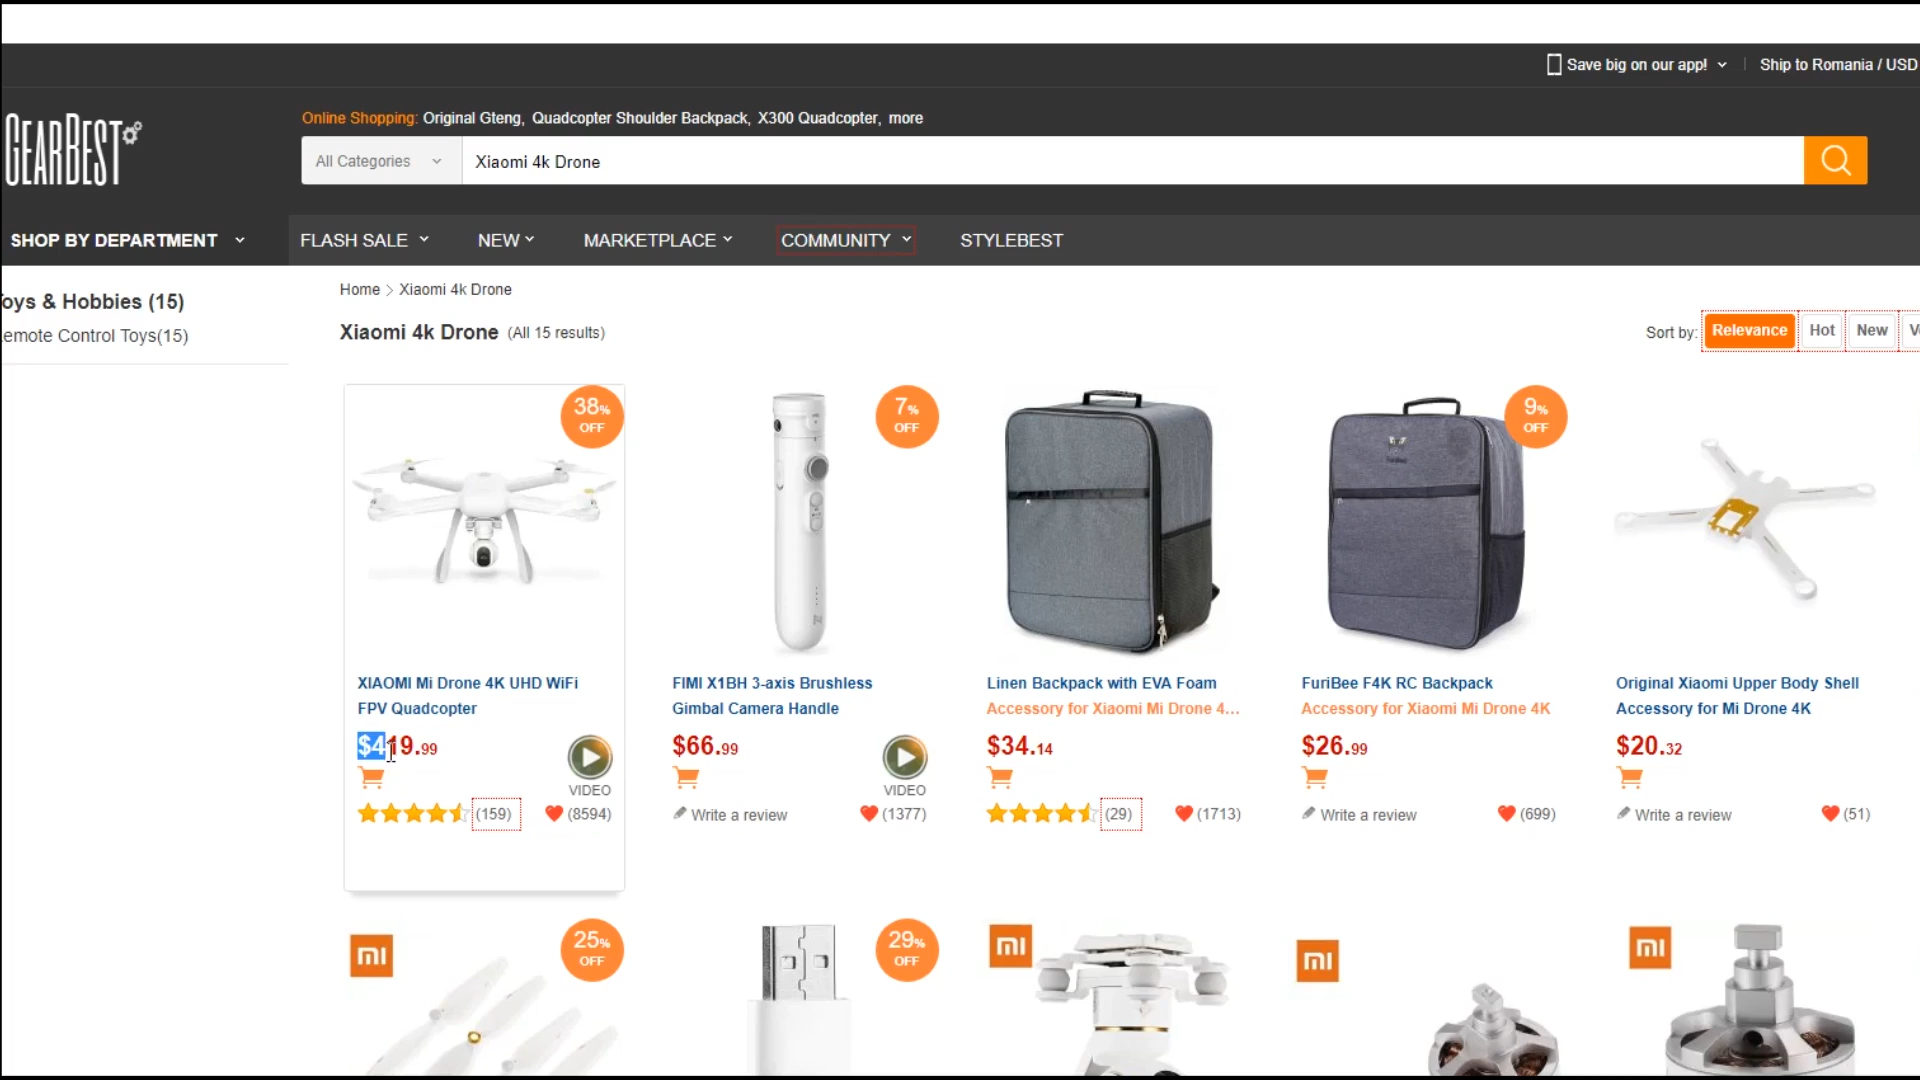 Save big on our app!
Ship to Romania / USD
GEARBEST
Online Shopping: Original Gteng, Quadcopter Shoulder Backpack, X300 Quadcopter, more
All Categories
Xiaomi 4k Drone
SHOP BY DEPARTMENT
FLASH SALE
NEW
MARKETPLACE
COMMUNITY
STYLEBEST
oys & Hobbies (15)
emote Control Toys(15)
Home > Xiaomi 4k Drone
Xiaomi 4k Drone (All 15 results)
Sort by: Relevance Hot New
38% OFF
XIAOMI Mi Drone 4K UHD WiFi
FPV Quadcopter
$419.99
VIDEO
(159)
(8594)
7% OFF
FIMI X1BH 3-axis Brushless
Gimbal Camera Handle
$66.99
VIDEO
Write a review
(1377)
Linen Backpack with EVA Foam
Accessory for Xiaomi Mi Drone 4...
$34.14
(29)
(1713)
9% OFF
FuriBee F4K RC Backpack
Accessory for Xiaomi Mi Drone 4K
$26.99
Write a review
(699)
Original Xiaomi Upper Body Shell
Accessory for Mi Drone 4K
$20.32
Write a review
(51)
mi
25% OFF
29% OFF
mi
mi
mi